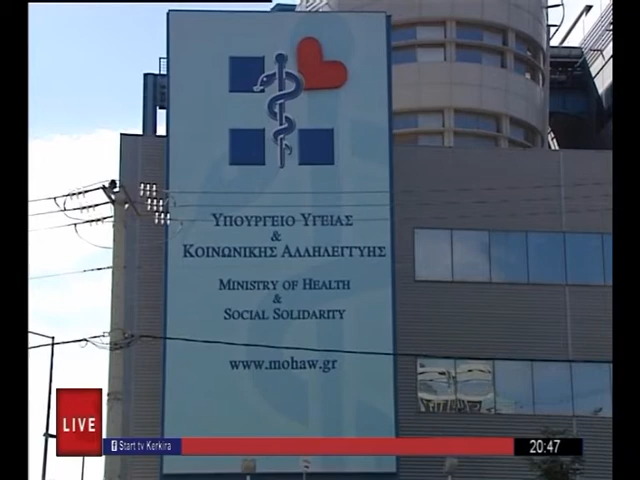 ΥΠΟΥΡΓΕΙΟ ΥΓΕΙΑΣ
&
ΚΟΙΝΩΝΙΚΗΣ ΑΛΛΗΛΕΓΓΥΗΣ
MINISTRY OF HEALTH
&
SOCIAL SOLIDARITY
www.mohaw.gr
LIVE
f Start tv Kerkira
20:47